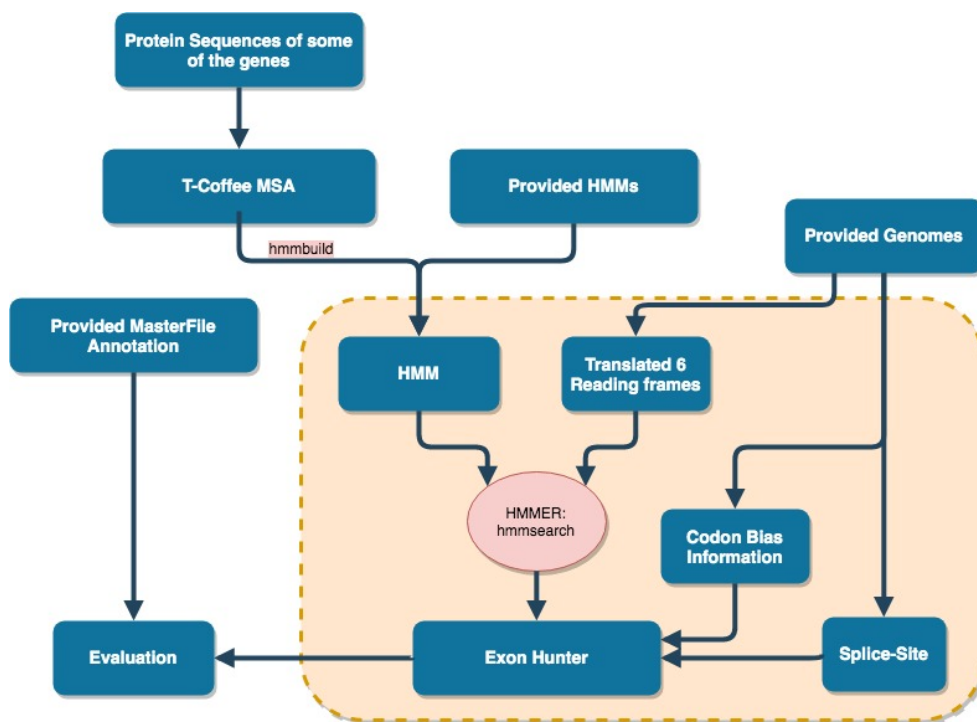 Protein Sequences of some
of the genes
T-Coffee MSA
Provided HMMs
Provided Genomes
hmmbuild
Provided MasterFile
Annotation
HMM
Translated 6
Reading frames
HMMER:
hmmsearch
Codon Bias
Information
Evaluation
Exon Hunter
Splice-Site